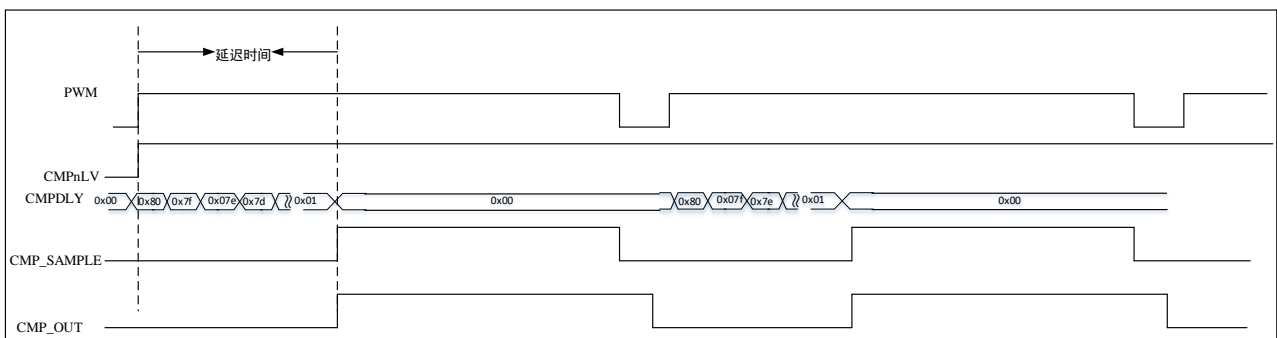 延迟时间
PWM
CMPnLV
CMPDLY 0x00 0x80 0x7f 0x07e 0x7d 0x01 0x00 0x80 0x07f 0x7e 0x01 0x00
CMP_SAMPLE
CMP_OUT